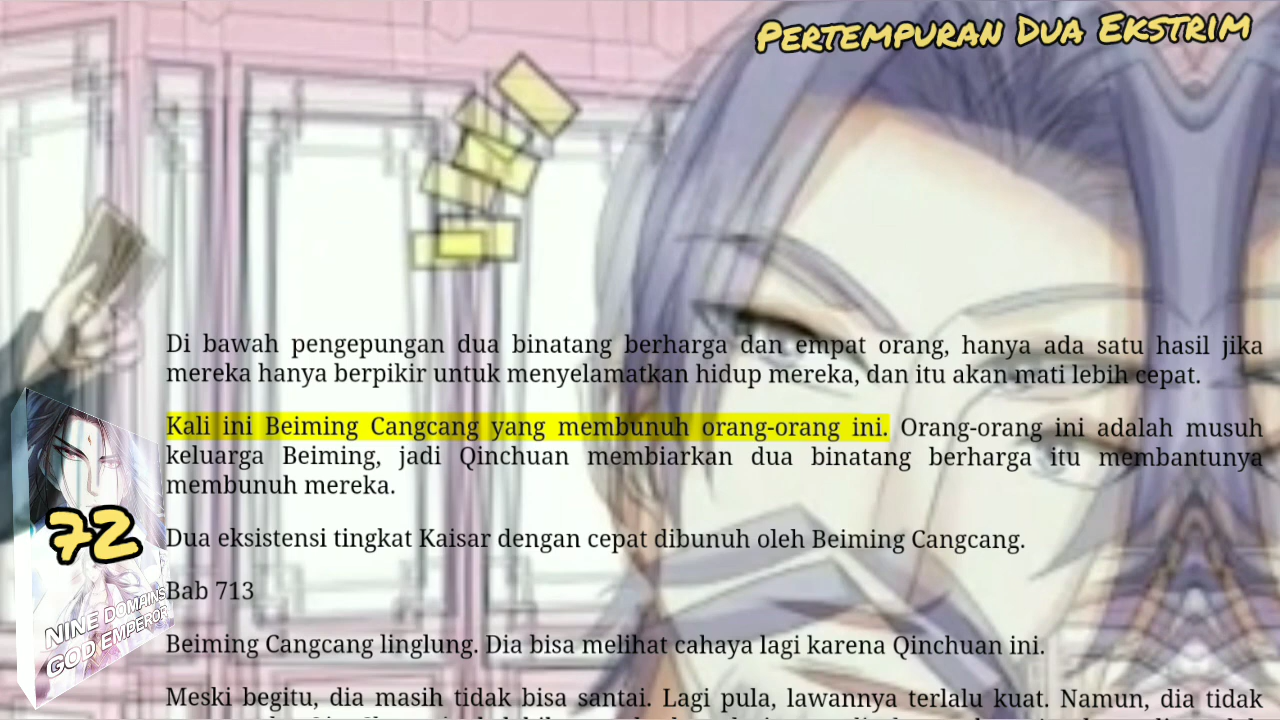 Pertempuran Dua Ekstrim
Di bawah pengepungan dua binatang berharga dan empat orang, hanya ada satu hasil jika
mereka hanya berpikir untuk menyelamatkan hidup mereka, dan itu akan mati lebih cepat.
Kali ini Beiming Cangcang yang membunuh orang-orang ini. Orang-orang ini adalah musuh
keluarga Beiming, jadi Qinchuan membiarkan dua binatang berharga itu membantunya
membunuh mereka.
Dua eksistensi tingkat Kaisar dengan cepat dibunuh oleh Beiming Cangcang.
72
Bab 713
NINE DOMAINS
GOD EMPEROR
Beiming Cangcang linglung. Dia bisa melihat cahaya lagi karena Qinchuan ini.
Meski begitu, dia masih tidak bisa santai. Lagi pula, lawannya terlalu kuat. Namun, dia tidak